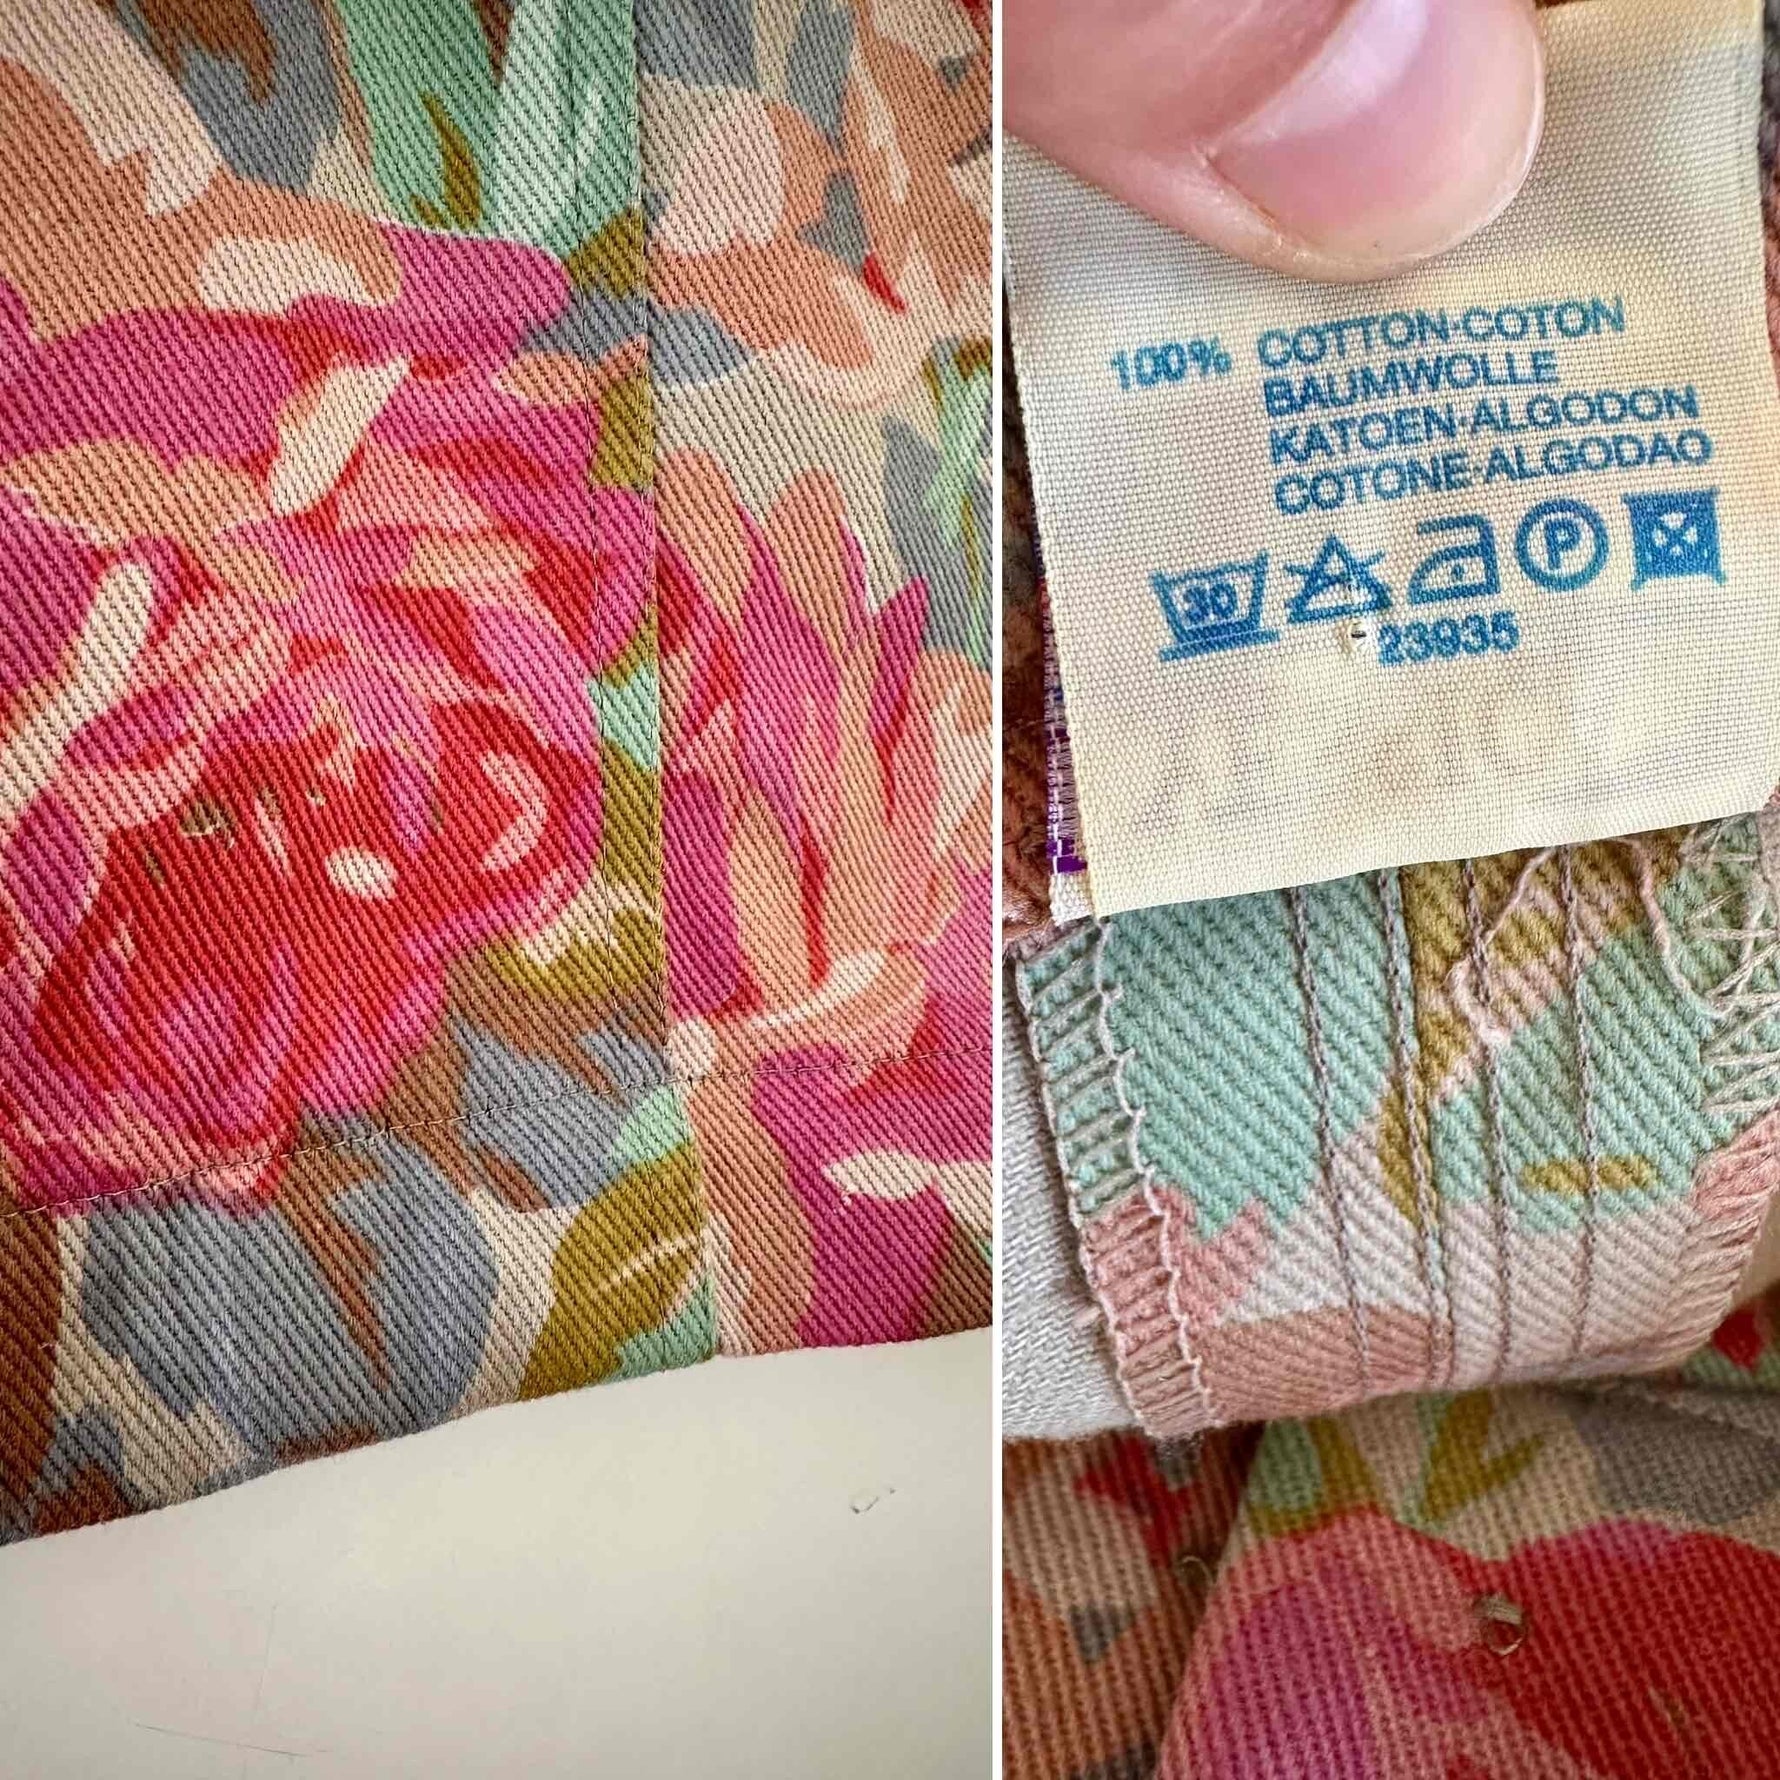 100% COTTON·COTON
BAUMWOLLE
KATOEN·ALGODON
COTONE·ALGODAO
30 P
23935